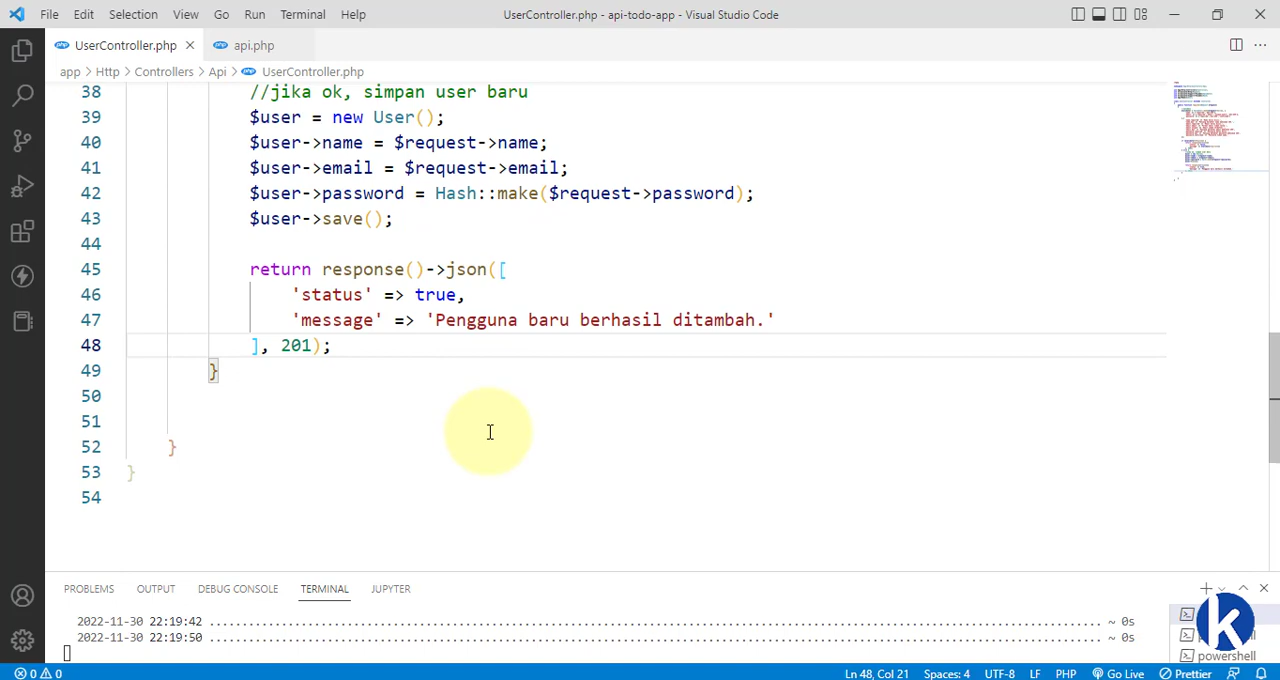 File Edit Selection View Go Run Terminal Help UserController.php - api-todo-app - Visual Studio Code
UserController.php api.php
app > Http > Controllers > Api > UserController.php
38 //jika ok, simpan user baru
39 $user = new User();
40 $user->name = $request->name;
41 $user->email = $request->email;
42 $user->password = Hash::make($request->password);
43 $user->save();
44
45 return response()->json([
46 'status' => true,
47 'message' => 'Pengguna baru berhasil ditambah.'
48 ], 201);
49 }
50
51
52 }
53 }
54
PROBLEMS OUTPUT DEBUG CONSOLE TERMINAL JUPYTER
2022-11-30 22:19:42 ........................................................................................................ ~ 0s
2022-11-30 22:19:50 ........................................................................................................ ~ 0s
k
powershell
0 0 Ln 48, Col 21 Spaces: 4 UTF-8 LF PHP Go Live Prettier